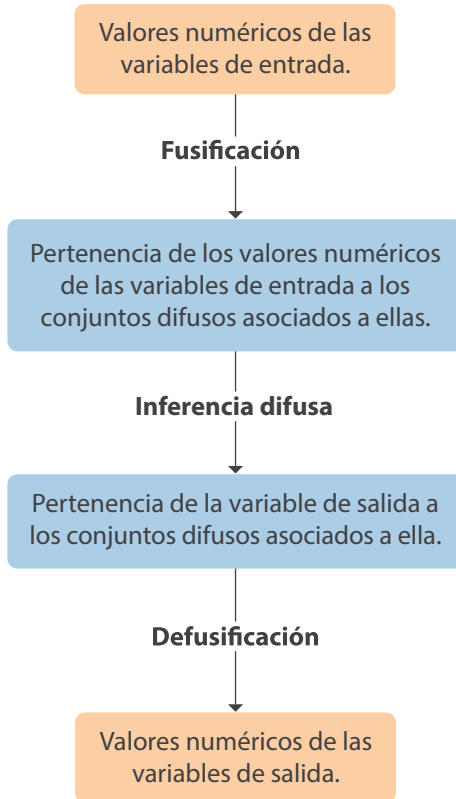 Valores numéricos de las
variables de entrada.
Fusificación
Pertenencia de los valores numéricos
de las variables de entrada a los
conjuntos difusos asociados a ellas.
Inferencia difusa
Pertenencia de la variable de salida a
los conjuntos difusos asociados a ella.
Defusificación
Valores numéricos de las
variables de salida.